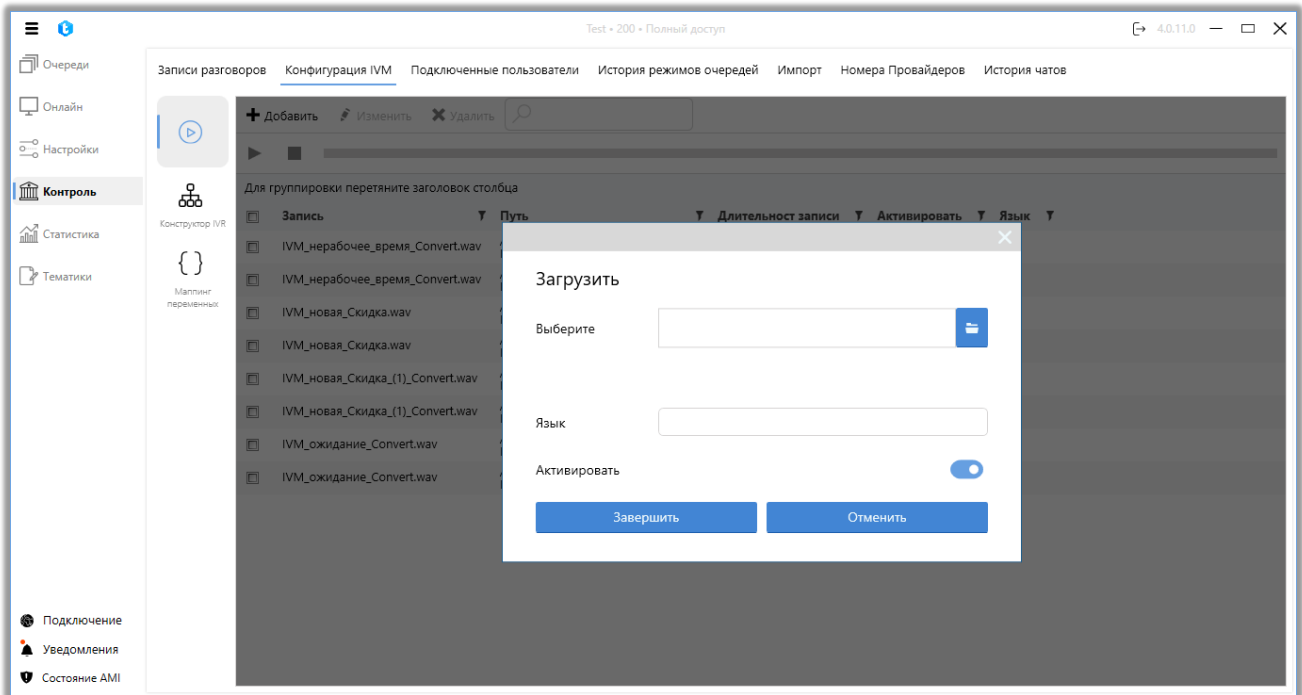 Test • 200 • Полный доступ
4.0.11.0
Очереди
Онлайн
Настройки
Контроль
Статистика
Тематики
Подключение
Уведомления
Состояние AMI
Записи разговоров Конфигурация IVM Подключенные пользователи История режимов очередей Импорт Номера Провайдеров История чатов
Конструктор IVR
Маппинг
переменных
Добавить Изменить Удалить
Для группировки перетяните заголовок столбца
Запись Путь Длительност записи Активировать Язык
IVM_нерабочее_время_Convert.wav
IVM_нерабочее_время_Convert.wav
IVM_новая_Скидка.wav
IVM_новая_Скидка.wav
IVM_новая_Скидка_(1)_Convert.wav
IVM_новая_Скидка_(1)_Convert.wav
IVM_ожидание_Convert.wav
IVM_ожидание_Convert.wav
Загрузить
Выберите
Язык
Активировать
Завершить Отменить